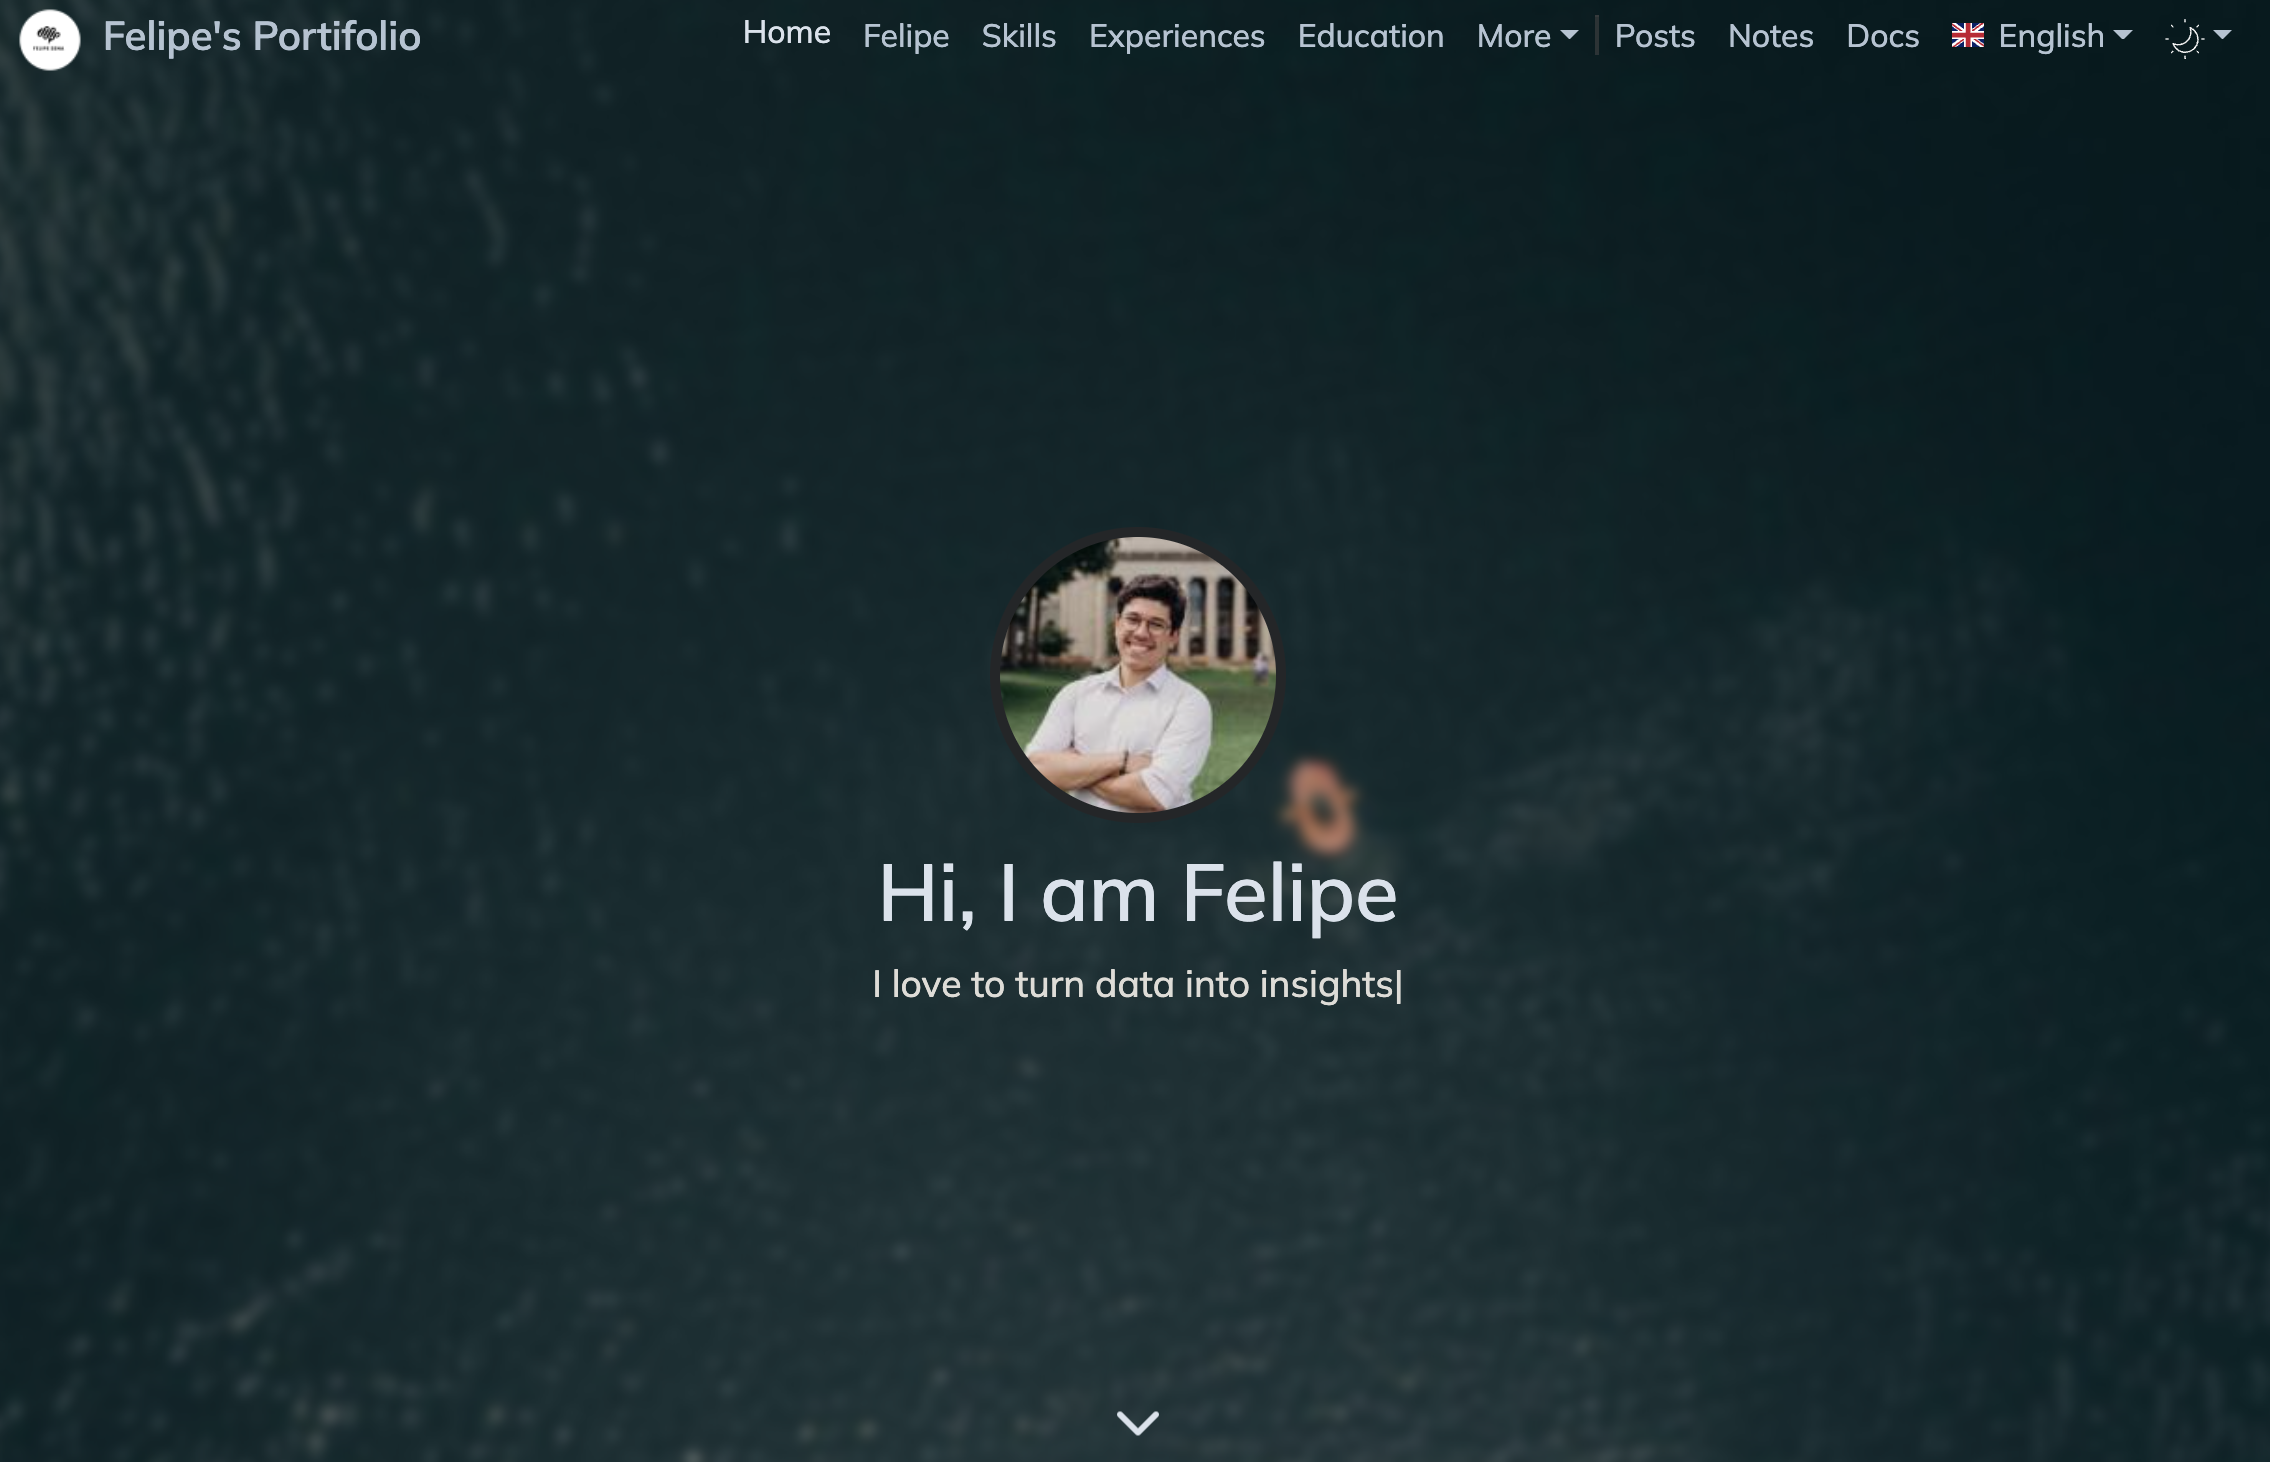 Felipe's Portifolio
Home Felipe Skills Experiences Education More Posts Notes Docs English
Hi, I am Felipe
I love to turn data into insights|